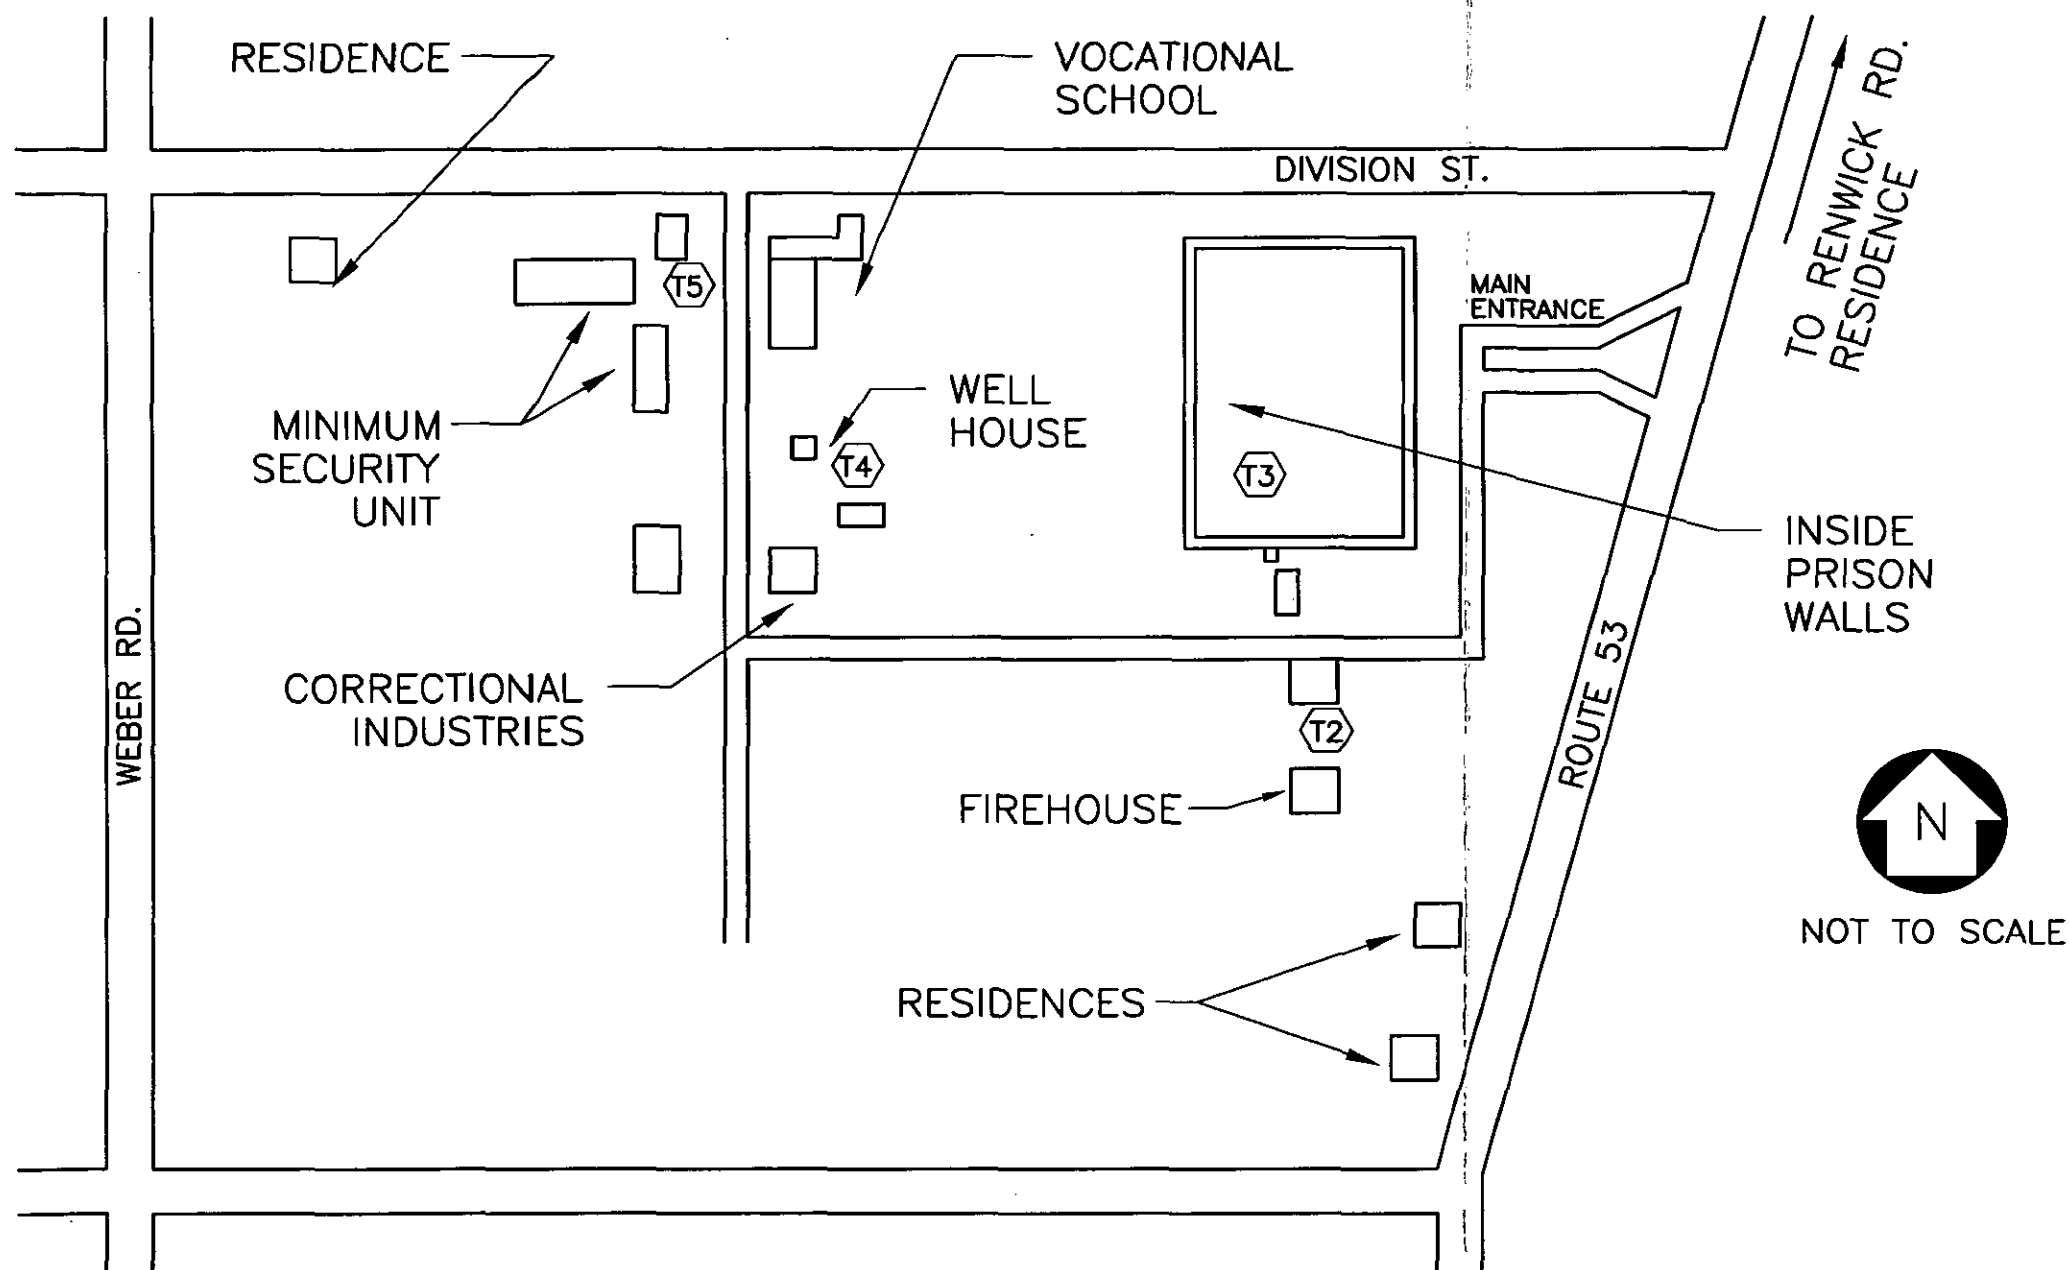 RESIDENCE
VOCATIONAL
SCHOOL
DIVISION ST.
TO RENWICK RD.
RESIDENCE
T5
MAIN
ENTRANCE
MINIMUM
SECURITY
UNIT
WELL
HOUSE
T4
T3
INSIDE
PRISON
WALLS
WEBER RD.
CORRECTIONAL
INDUSTRIES
ROUTE 53
T2
FIREHOUSE
N
NOT TO SCALE
RESIDENCES